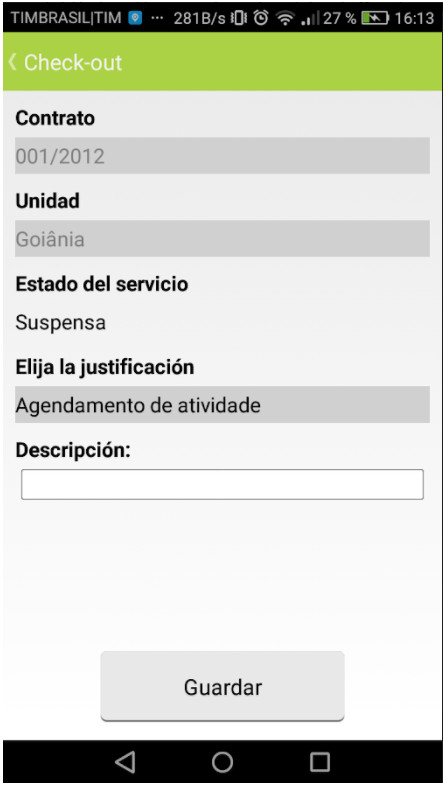 TIMBRASIL|TIM ... 281B/s 27 % 16:13
Check-out
Contrato
001/2012
Unidad
Goiânia
Estado del servicio
Suspensa
Elija la justificación
Agendamento de atividade
Descripción:
Guardar